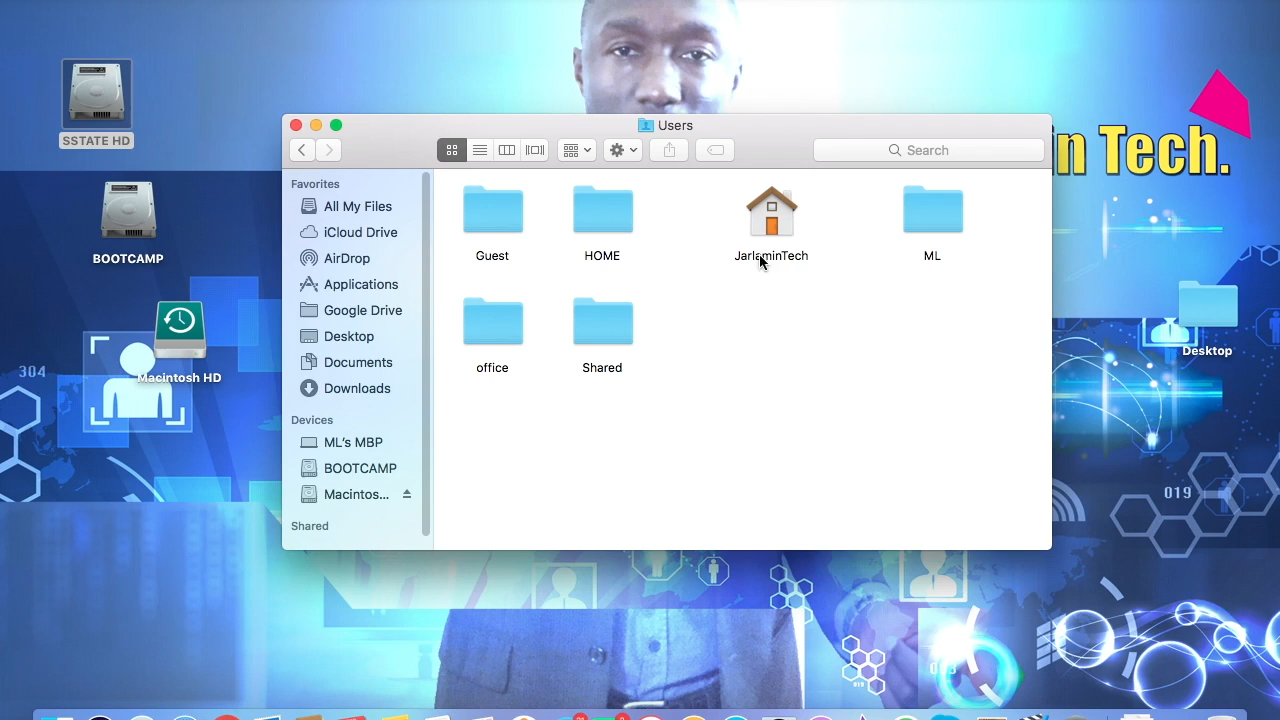 SSTATE HD
BOOTCAMP
Macintosh HD
304
Users
Search
Favorites
All My Files
iCloud Drive
AirDrop
Applications
Google Drive
Desktop
Documents
Downloads
Devices
ML's MBP
BOOTCAMP
Macintos...
Shared
Guest
HOME
JarlaminTech
ML
office
Shared
n Tech.
Desktop
019